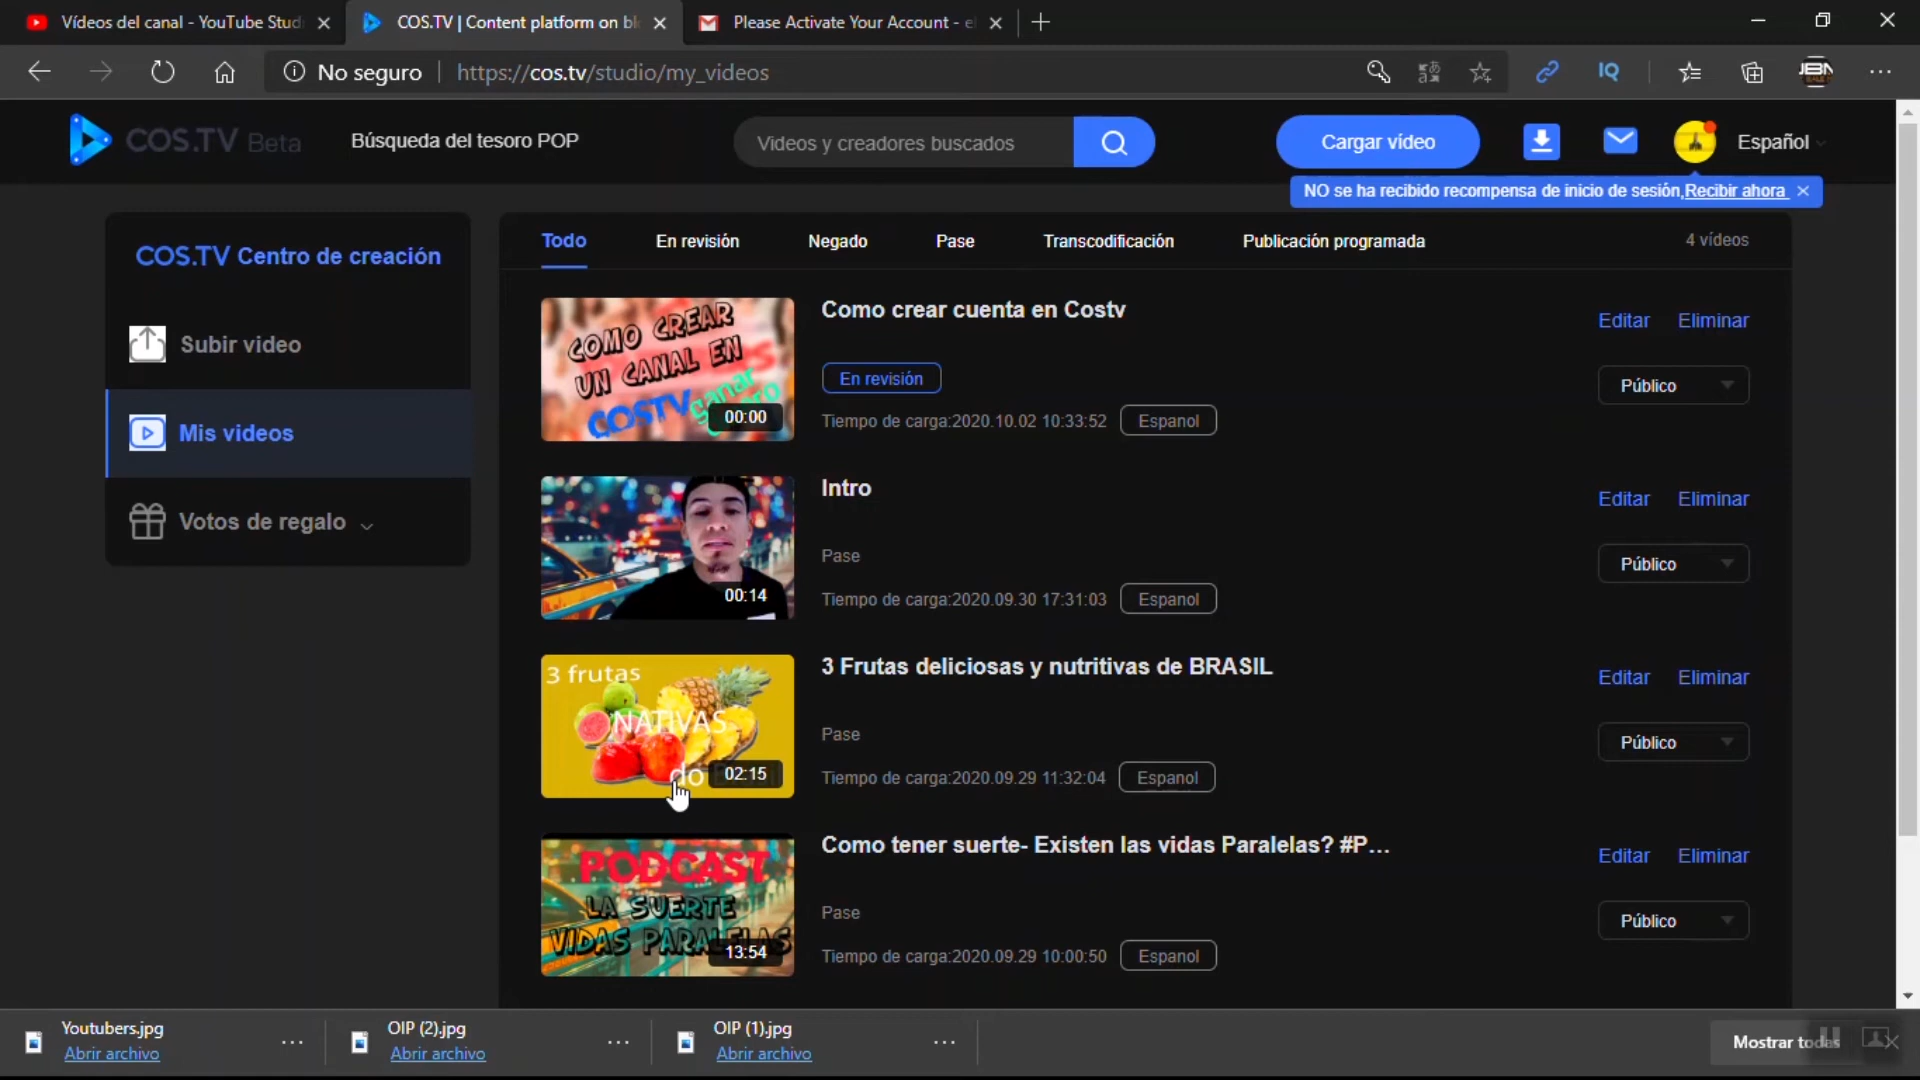 Vídeos del canal - YouTube Stud
COS.TV | Content platform on bl
Please Activate Your Account - e
No seguro
https://cos.tv/studio/my_videos
IQ
JBN
COS.TV Beta
Búsqueda del tesoro POP
Videos y creadores buscados
Cargar vídeo
Español
NO se ha recibido recompensa de inicio de sesión,Recibir ahora
COS.TV Centro de creación
Subir video
Mis videos
Votos de regalo
Todo
En revisión
Negado
Pase
Transcodificación
Publicación programada
4 vídeos
COMO CREAR
UN CANAL EN
COSTV ganar
00:00
Como crear cuenta en Costv
En revisión
Tiempo de carga:2020.10.02 10:33:52
Espanol
Editar
Eliminar
Público
00:14
Intro
Pase
Tiempo de carga:2020.09.30 17:31:03
Espanol
Editar
Eliminar
Público
3 frutas
NATIVAS
do
02:15
3 Frutas deliciosas y nutritivas de BRASIL
Pase
Tiempo de carga:2020.09.29 11:32:04
Espanol
Editar
Eliminar
Público
PODCAST
LA SUERTE
VIDAS PARALELAS
13:54
Como tener suerte- Existen las vidas Paralelas? #P...
Pase
Tiempo de carga:2020.09.29 10:00:50
Espanol
Editar
Eliminar
Público
Youtubers.jpg
Abrir archivo
OIP (2).jpg
Abrir archivo
OIP (1).jpg
Abrir archivo
Mostrar todas